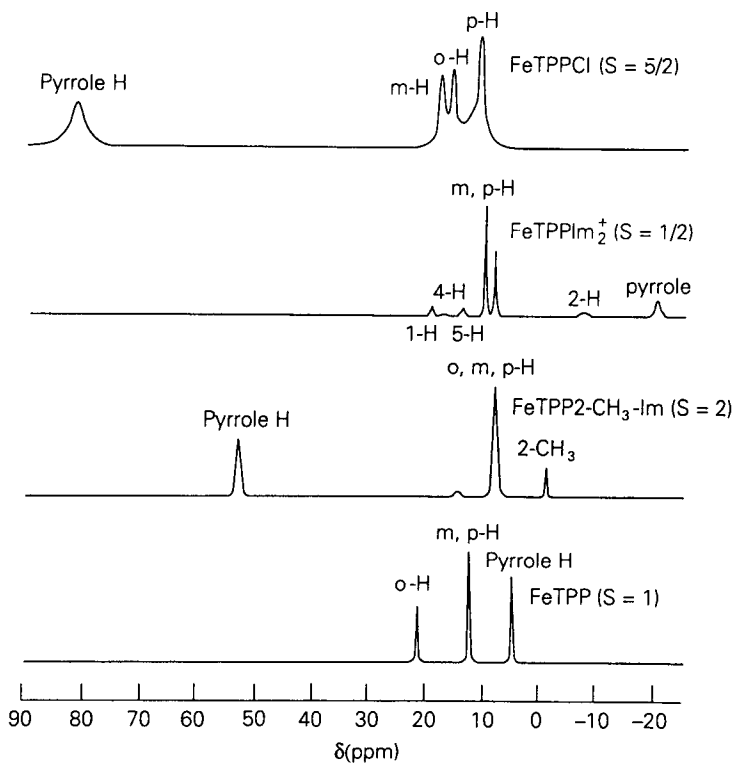 p-H
o-H
m-H
Pyrrole H
FeTPPCl (S = 5/2)
m, p-H
FeTPPIm₂⁺ (S = 1/2)
4-H
2-H
pyrrole
1-H 5-H
o, m, p-H
Pyrrole H
FeTPP2-CH₃-Im (S = 2)
2-CH₃
m, p-H
Pyrrole H
o-H
FeTPP (S = 1)
90 80 70 60 50 40 30 20 10 0 –10 –20
δ(ppm)